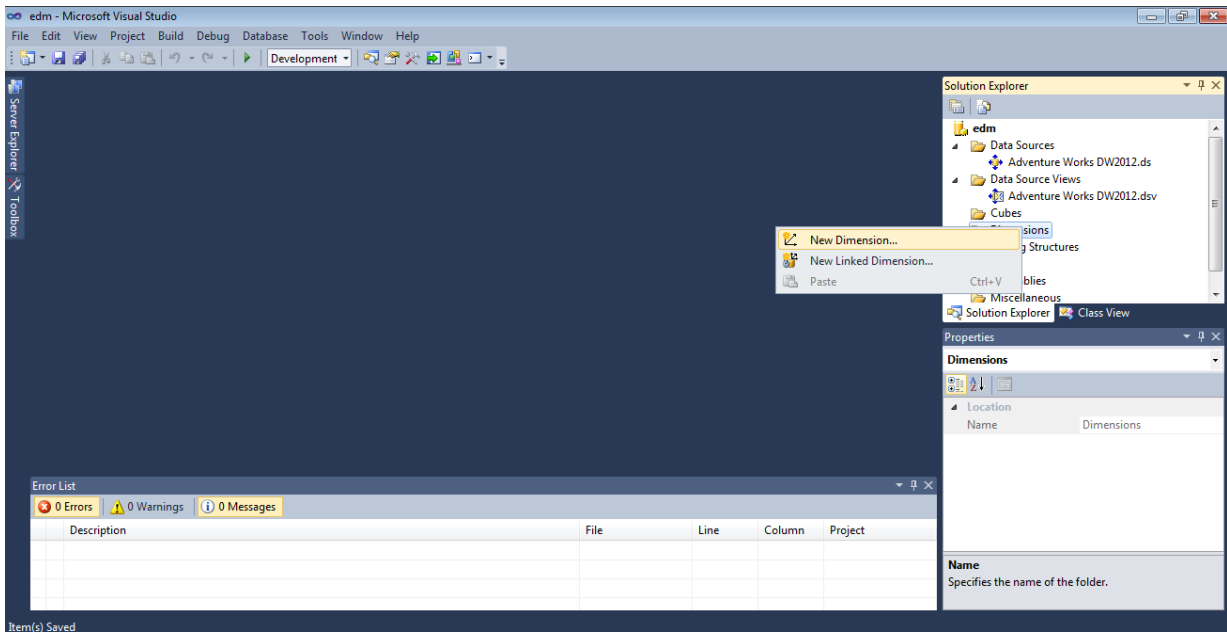 edm - Microsoft Visual Studio
File Edit View Project Build Debug Database Tools Window Help
Development
Server Explorer
Toolbox
Solution Explorer
edm
Data Sources
Adventure Works DW2012.ds
Data Source Views
Adventure Works DW2012.dsv
Cubes
sions
New Dimension...
g Structures
New Linked Dimension...
Paste Ctrl+V
blies
Miscellaneous
Solution Explorer Class View
Properties
Dimensions
Location
Name Dimensions
Error List
0 Errors 0 Warnings 0 Messages
Description File Line Column Project
Name
Specifies the name of the folder.
Item(s) Saved